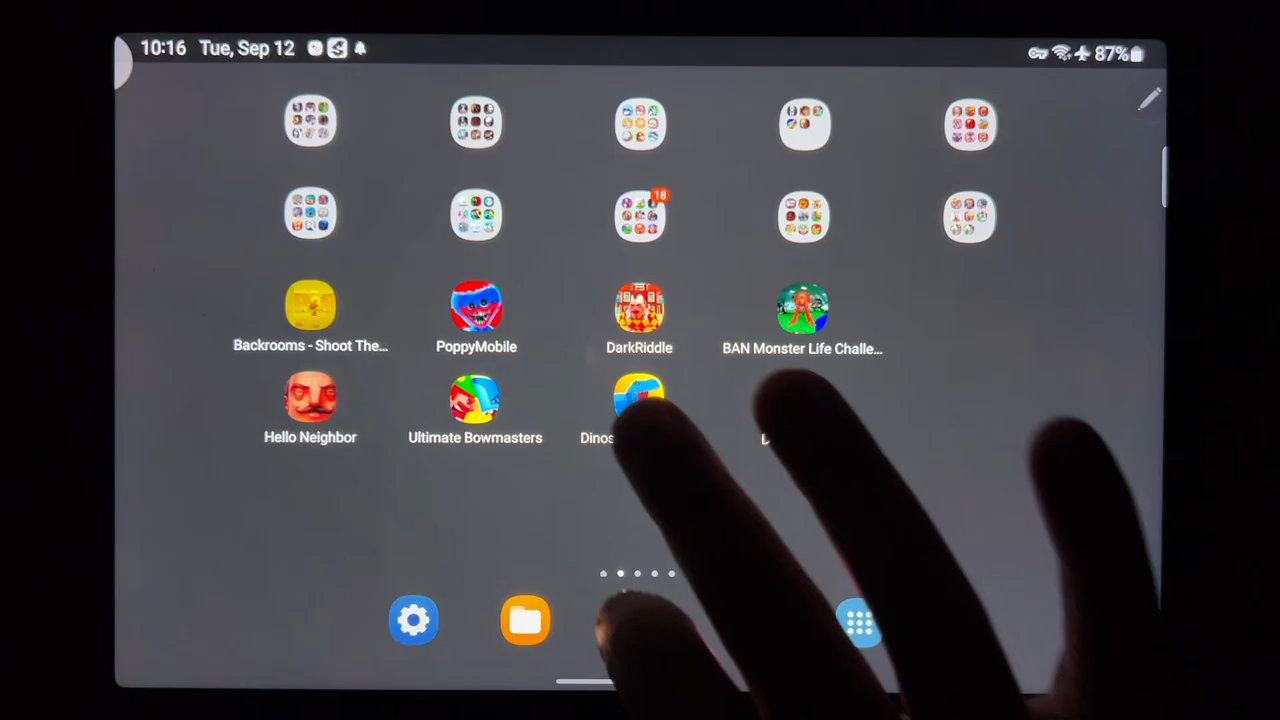 10:16 Tue, Sep 12
87%
18
Backrooms - Shoot The...
PoppyMobile
DarkRiddle
BAN Monster Life Challe...
Hello Neighbor
Ultimate Bowmasters